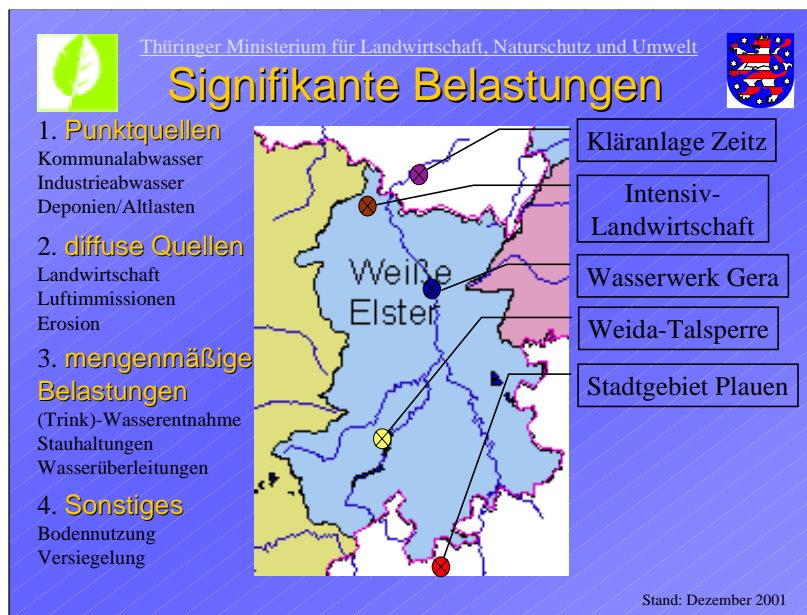 Thüringer Ministerium für Landwirtschaft, Naturschutz und Umwelt
Signifikante Belastungen
1. Punktquellen
Kommunalabwasser
Industrieabwasser
Deponien/Altlasten
2. diffuse Quellen
Landwirtschaft
Luftimmissionen
Erosion
3. mengenmäßige
Belastungen
(Trink)-Wasserentnahme
Stauhaltungen
Wasserüberleitungen
4. Sonstiges
Bodennutzung
Versiegelung
Weiße
Elster
Kläranlage Zeitz
Intensiv-
Landwirtschaft
Wasserwerk Gera
Weida-Talsperre
Stadtgebiet Plauen
Stand: Dezember 2001